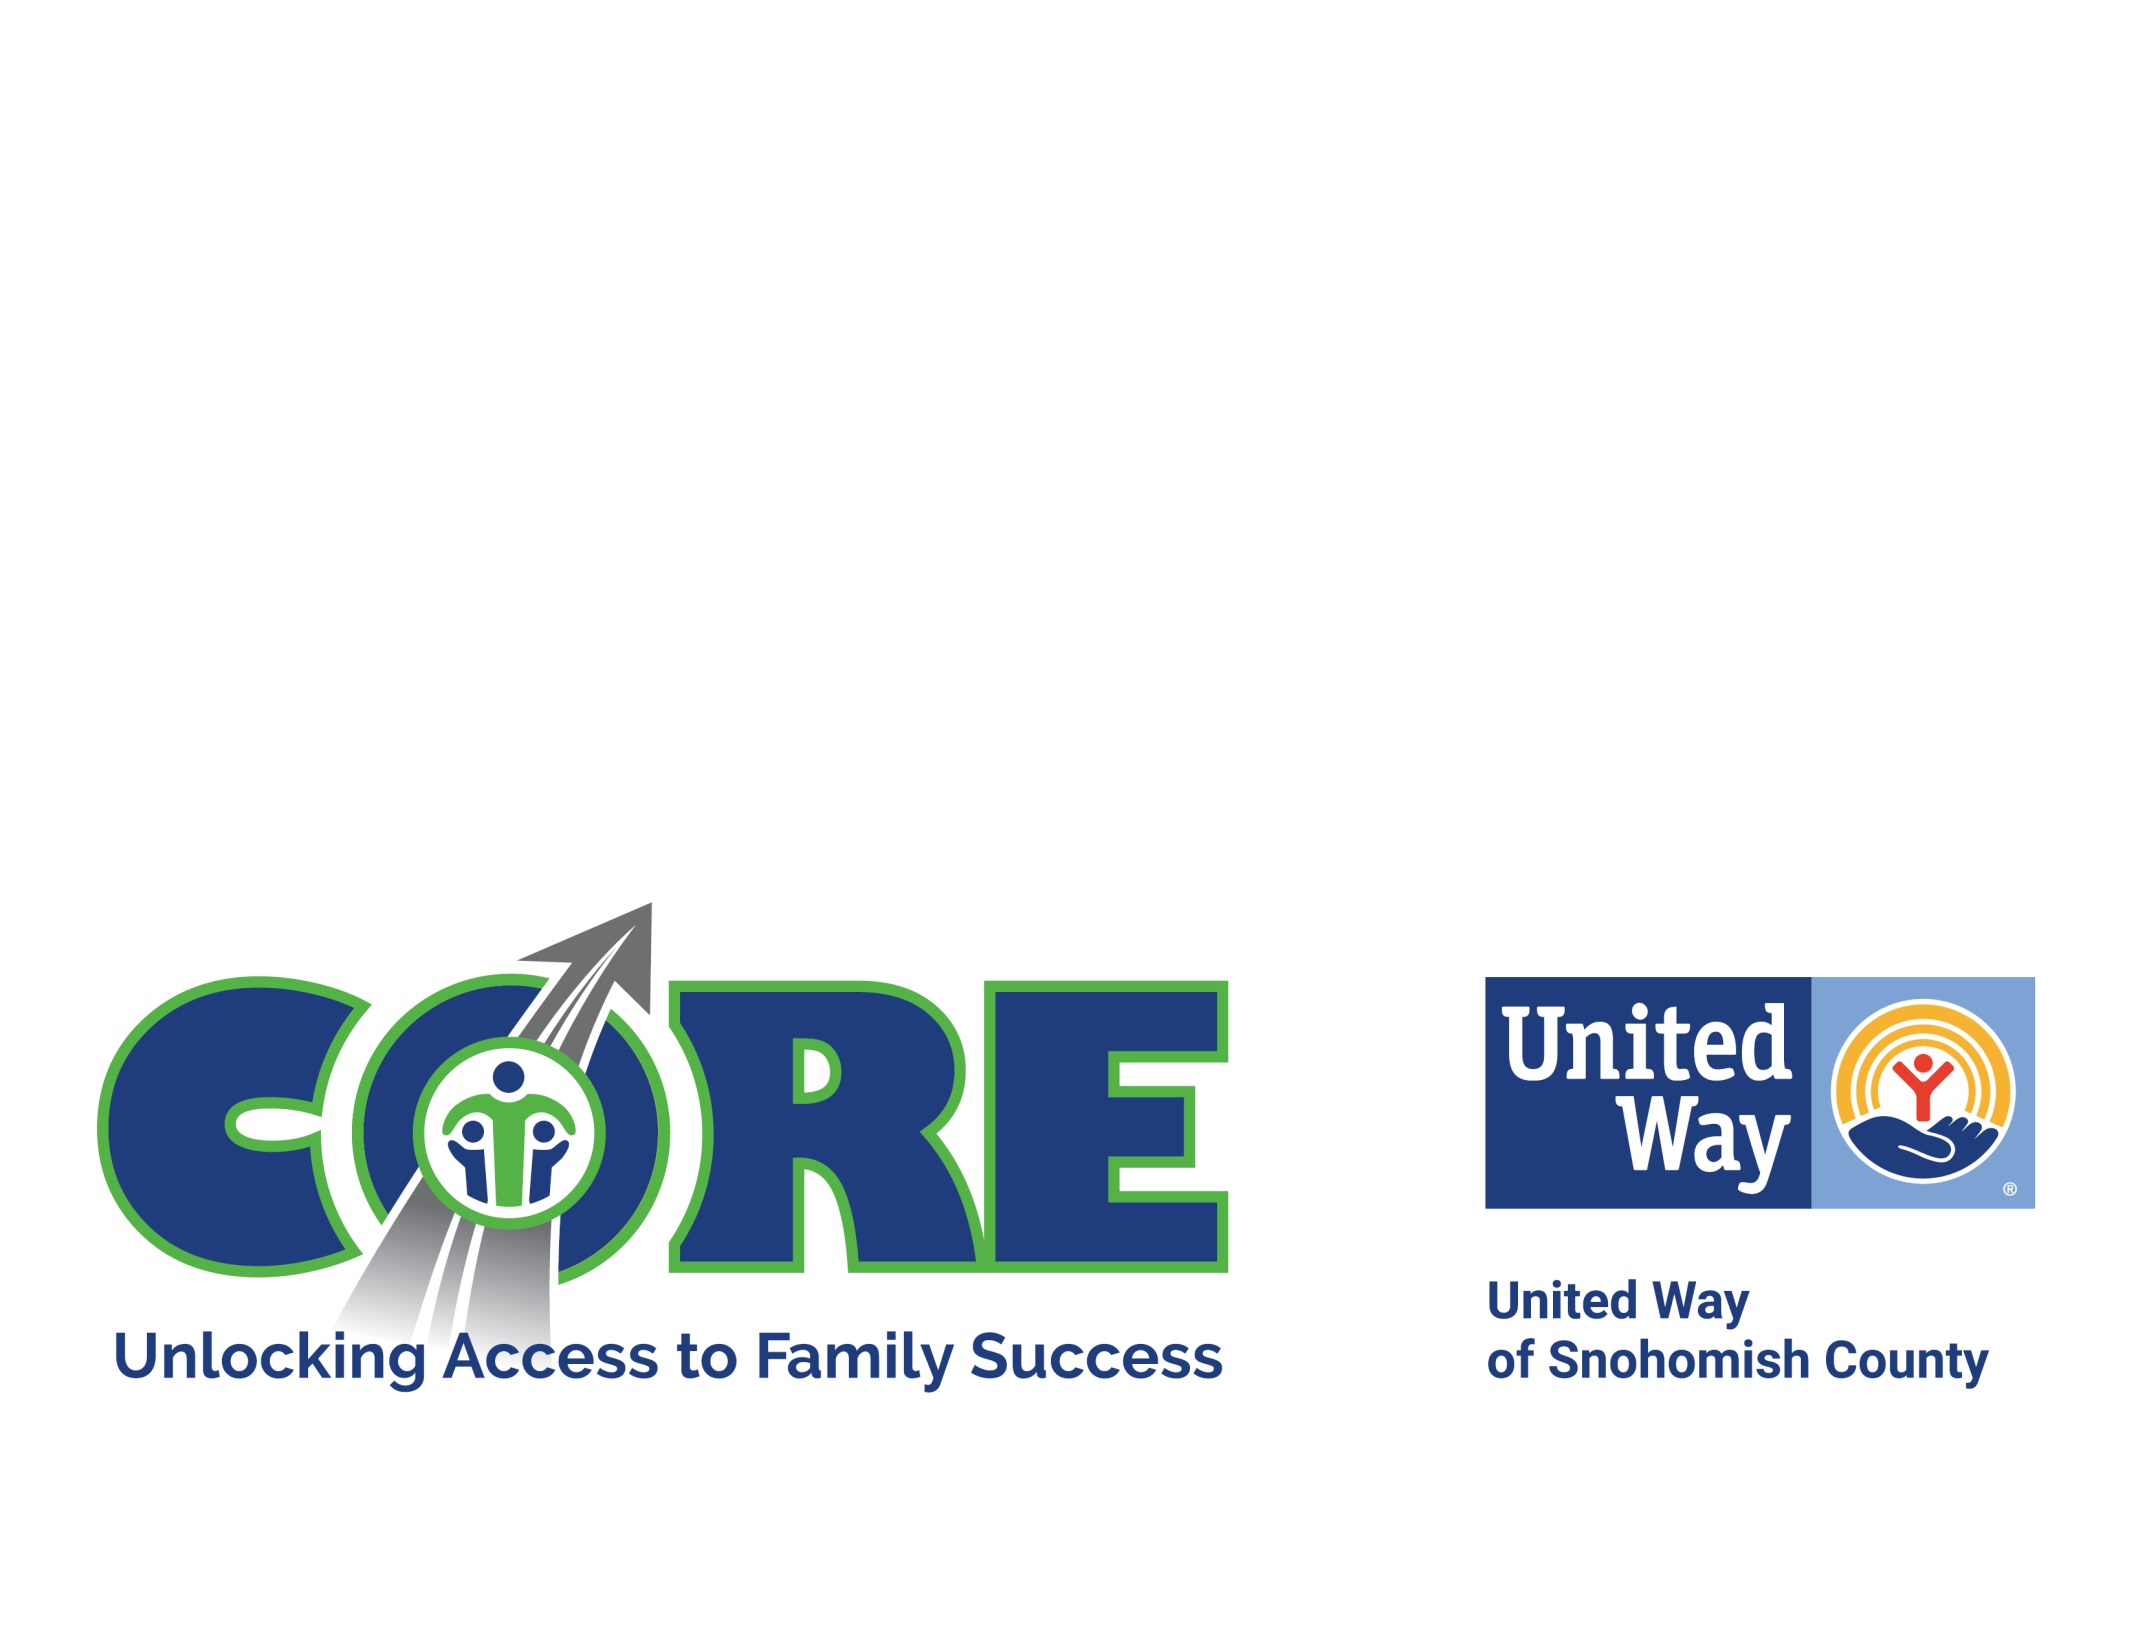 CORE
Unlocking Access to Family Success
United
Way
®
United Way
of Snohomish County